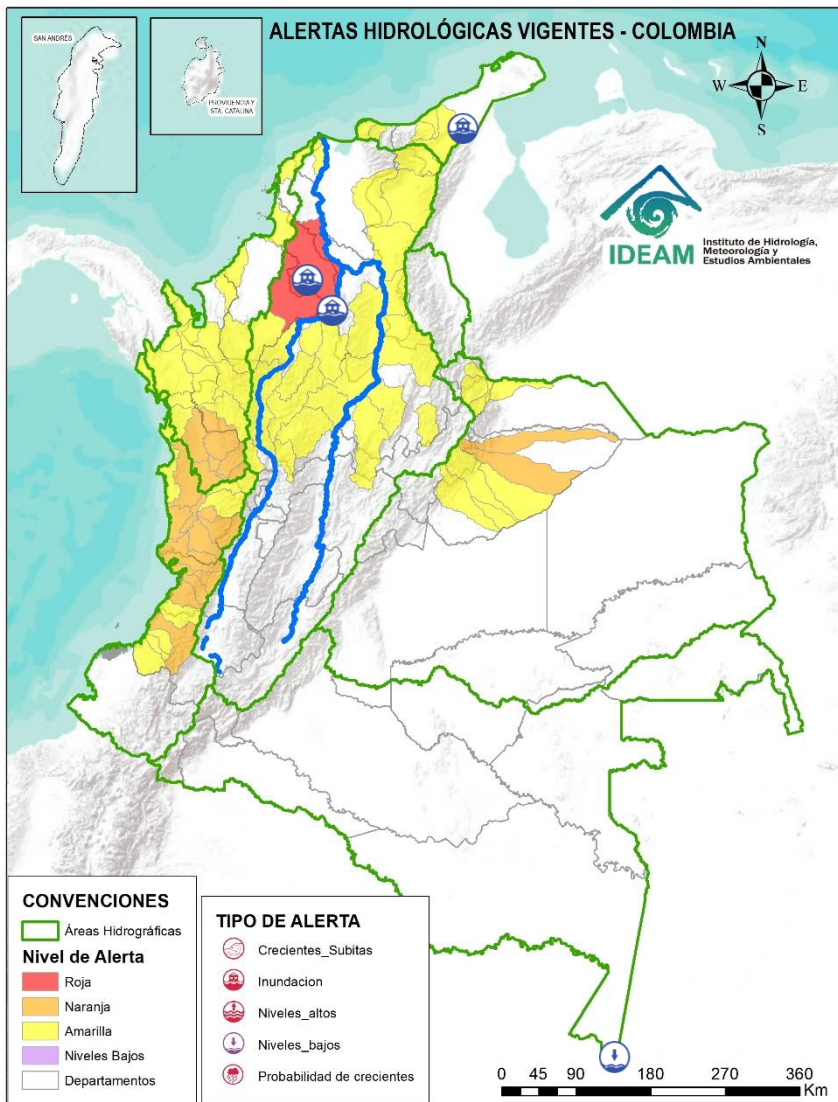 ALERTAS HIDROLÓGICAS VIGENTES - COLOMBIA
SAN ANDRÉS
PROVIDENCIA Y
STA. CATALINA
N
W
E
S
IDEAM
Instituto de Hidrología,
Meteorología y
Estudios Ambientales
CONVENCIONES
Áreas Hidrográficas
Nivel de Alerta
Roja
Naranja
Amarilla
Niveles Bajos
Departamentos
TIPO DE ALERTA
Crecientes_Subitas
Inundacion
Niveles_altos
Niveles_bajos
Probabilidad de crecientes
0 45 90 180 270 360
Km